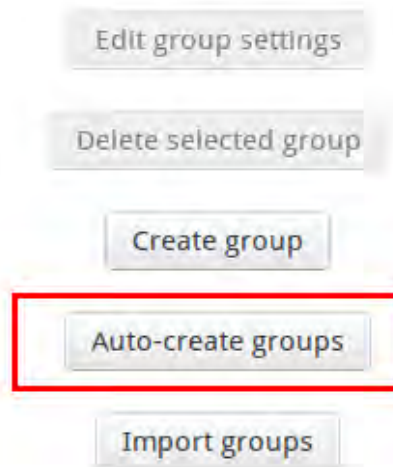 Edit group settings
Delete selected group
Create group
Auto-create groups
Import groups